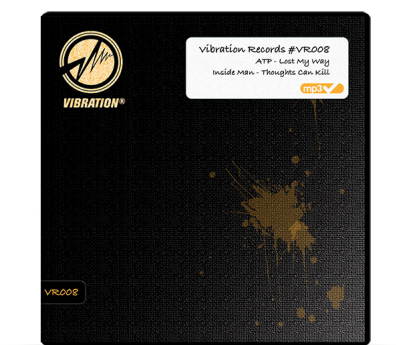 Vibration Records #VR008
ATP - Lost My Way
Inside Man - Thoughts Can Kill
mp3
VIBRATION®
VR008